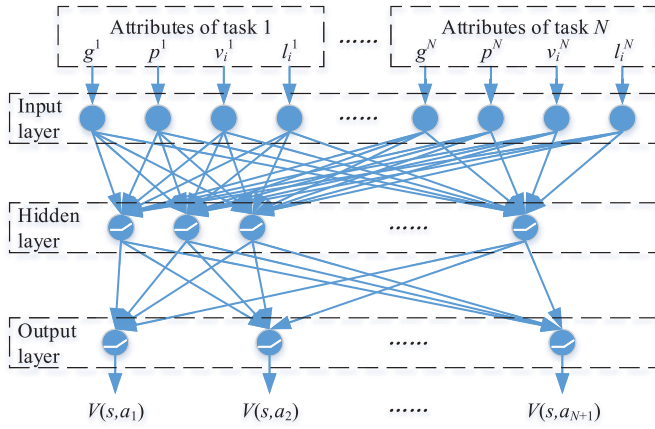 Attributes of task 1 ...... Attributes of task N
g¹ p¹ vᵢ¹ lᵢ¹ gᴺ pᴺ vᵢᴺ lᵢᴺ
Input
layer
......
Hidden
layer
......
Output
layer
......
V(s,a₁) V(s,a₂) ...... V(s,aₙ₊₁)